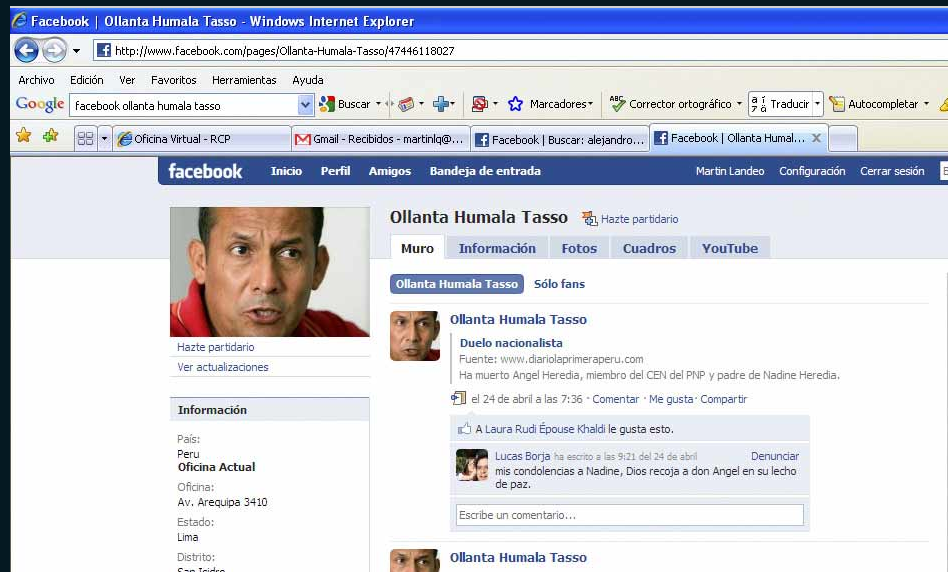 Facebook | Ollanta Humala Tasso - Windows Internet Explorer
http://www.facebook.com/pages/Ollanta-Humala-Tasso/47446118027
Archivo Edición Ver Favoritos Herramientas Ayuda
Google facebook ollanta humala tasso Buscar Marcadores ABC Corrector ortográfico Traducir Autocompletar
Oficina Virtual - RCP Gmail - Recibidos - martinlq@... Facebook | Buscar: alejandro... Facebook | Ollanta Humal...
facebook Inicio Perfil Amigos Bandeja de entrada Martin Landeo Configuración Cerrar sesión
Ollanta Humala Tasso Hazte partidario
Muro Información Fotos Cuadros YouTube
Ollanta Humala Tasso Sólo fans
Ollanta Humala Tasso
Duelo nacionalista
Fuente: www.diariolaprimeraperu.com
Ha muerto Angel Heredia, miembro del CEN del PNP y padre de Nadine Heredia.
el 24 de abril a las 7:36 · Comentar · Me gusta · Compartir
A Laura Rudi Épouse Khaldi le gusta esto.
Lucas Borja ha escrito a las 9:21 del 24 de abril Denunciar
mis condolencias a Nadine, Dios recoja a don Angel en su lecho
de paz.
Escribe un comentario...
Ollanta Humala Tasso
Hazte partidario
Ver actualizaciones
Información
País:
Peru
Oficina Actual
Oficina:
Av. Arequipa 3410
Estado:
Lima
Distrito:
San Isidro